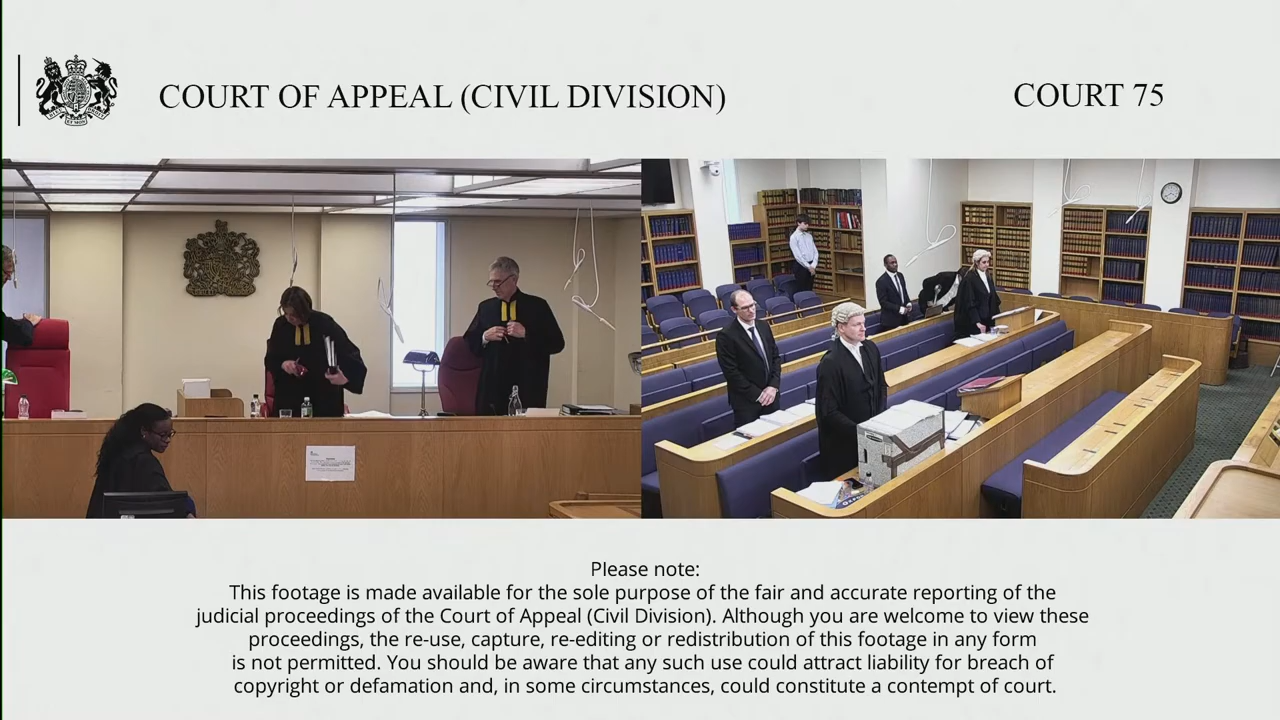 COURT OF APPEAL (CIVIL DIVISION)
COURT 75
Please note:
This footage is made available for the sole purpose of the fair and accurate reporting of the
judicial proceedings of the Court of Appeal (Civil Division). Although you are welcome to view these
proceedings, the re-use, capture, re-editing or redistribution of this footage in any form
is not permitted. You should be aware that any such use could attract liability for breach of
copyright or defamation and, in some circumstances, could constitute a contempt of court.